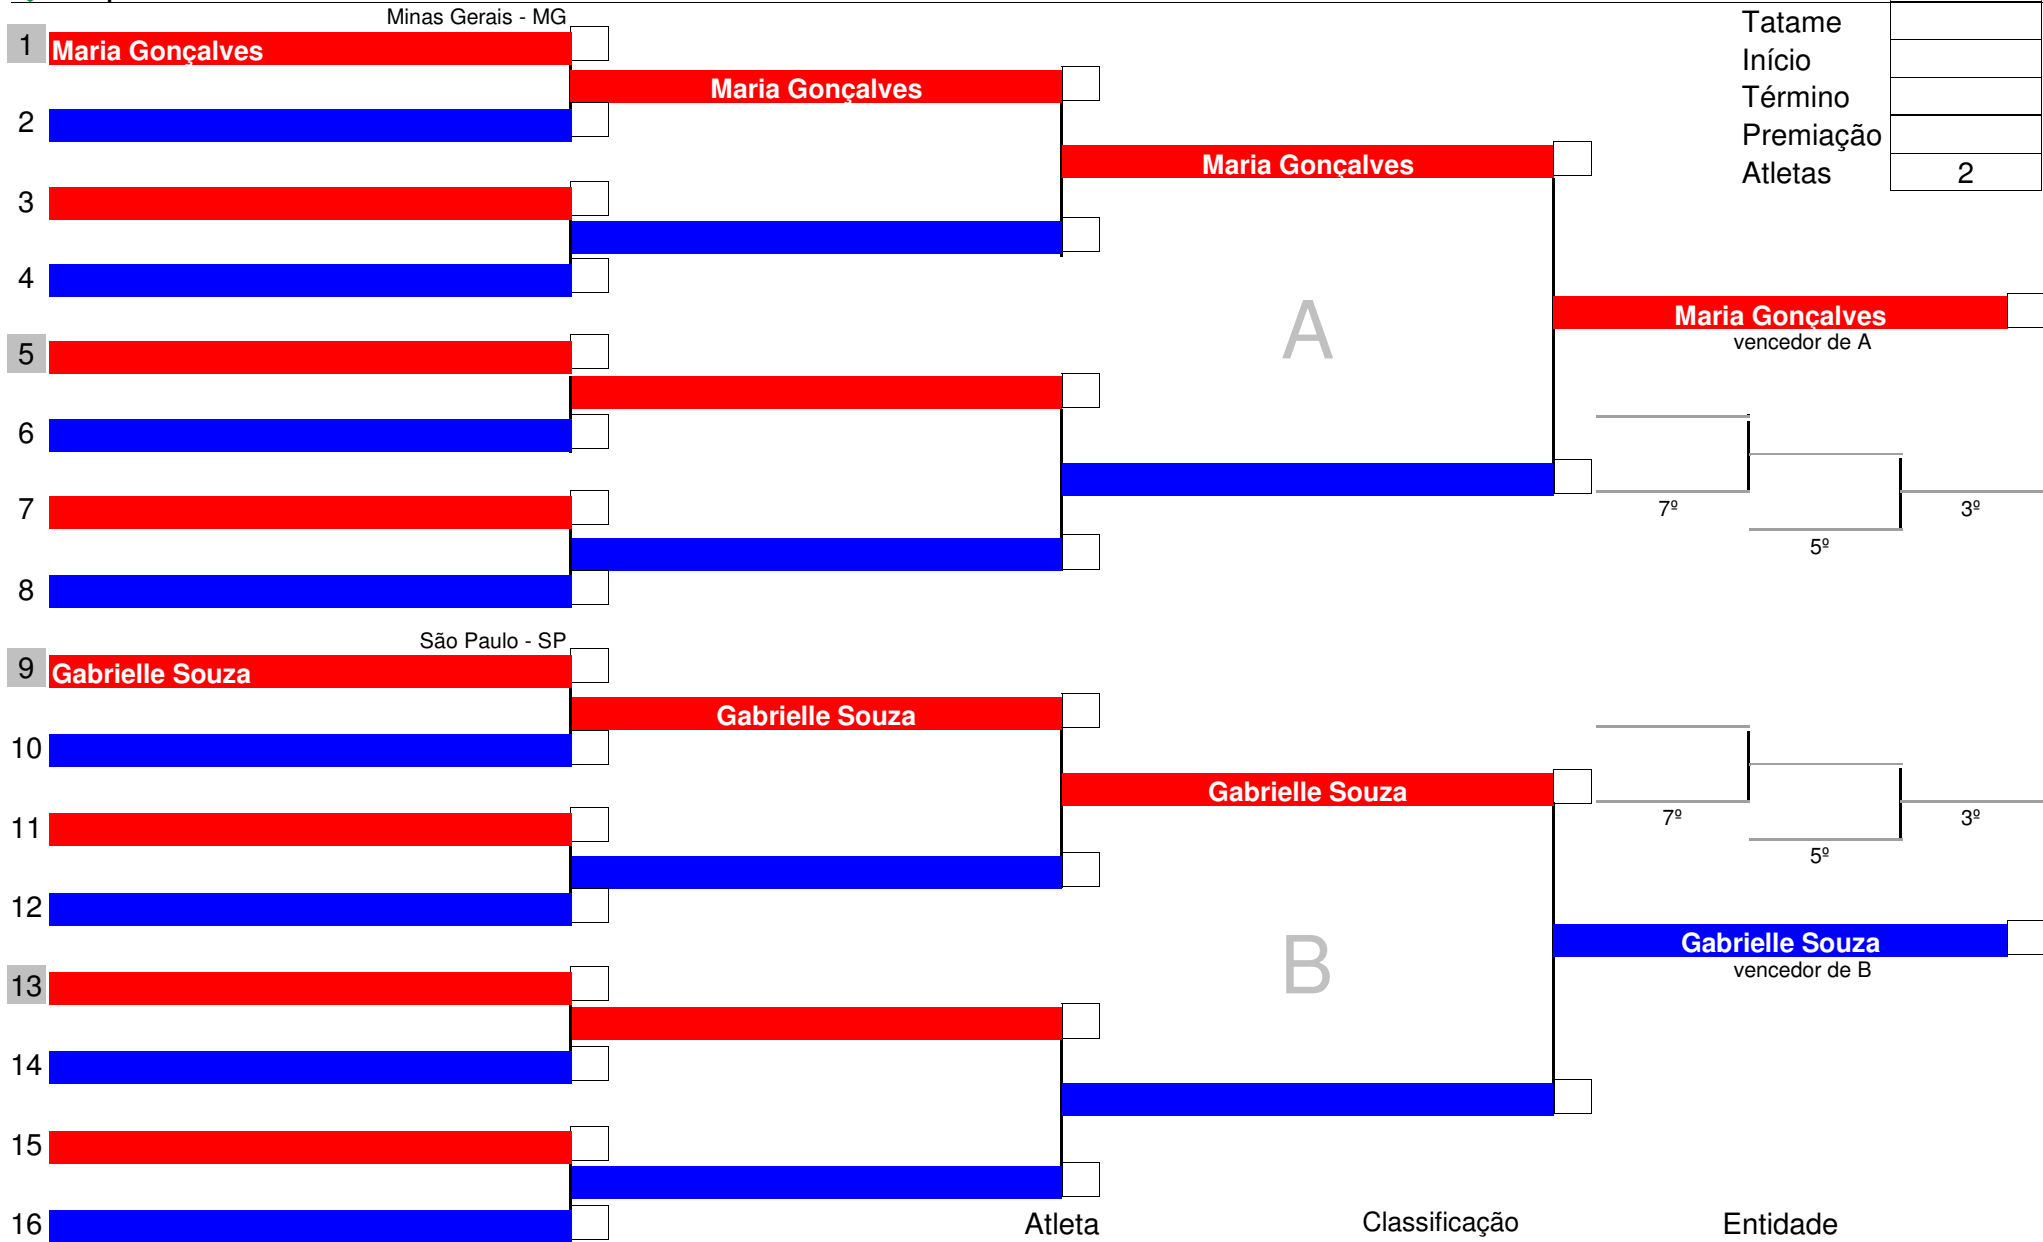 Minas Gerais - MG
Tatame
1 Maria Gonçalves
Início
Maria Gonçalves
Término
2
Premiação
Maria Gonçalves
Atletas 2
3
4
A
Maria Gonçalves
vencedor de A
5
6
7
7º
3º
5º
8
São Paulo - SP
9 Gabrielle Souza
Gabrielle Souza
10
Gabrielle Souza
11
7º
3º
5º
12
B
Gabrielle Souza
vencedor de B
13
14
15
16
Atleta
Classificação
Entidade